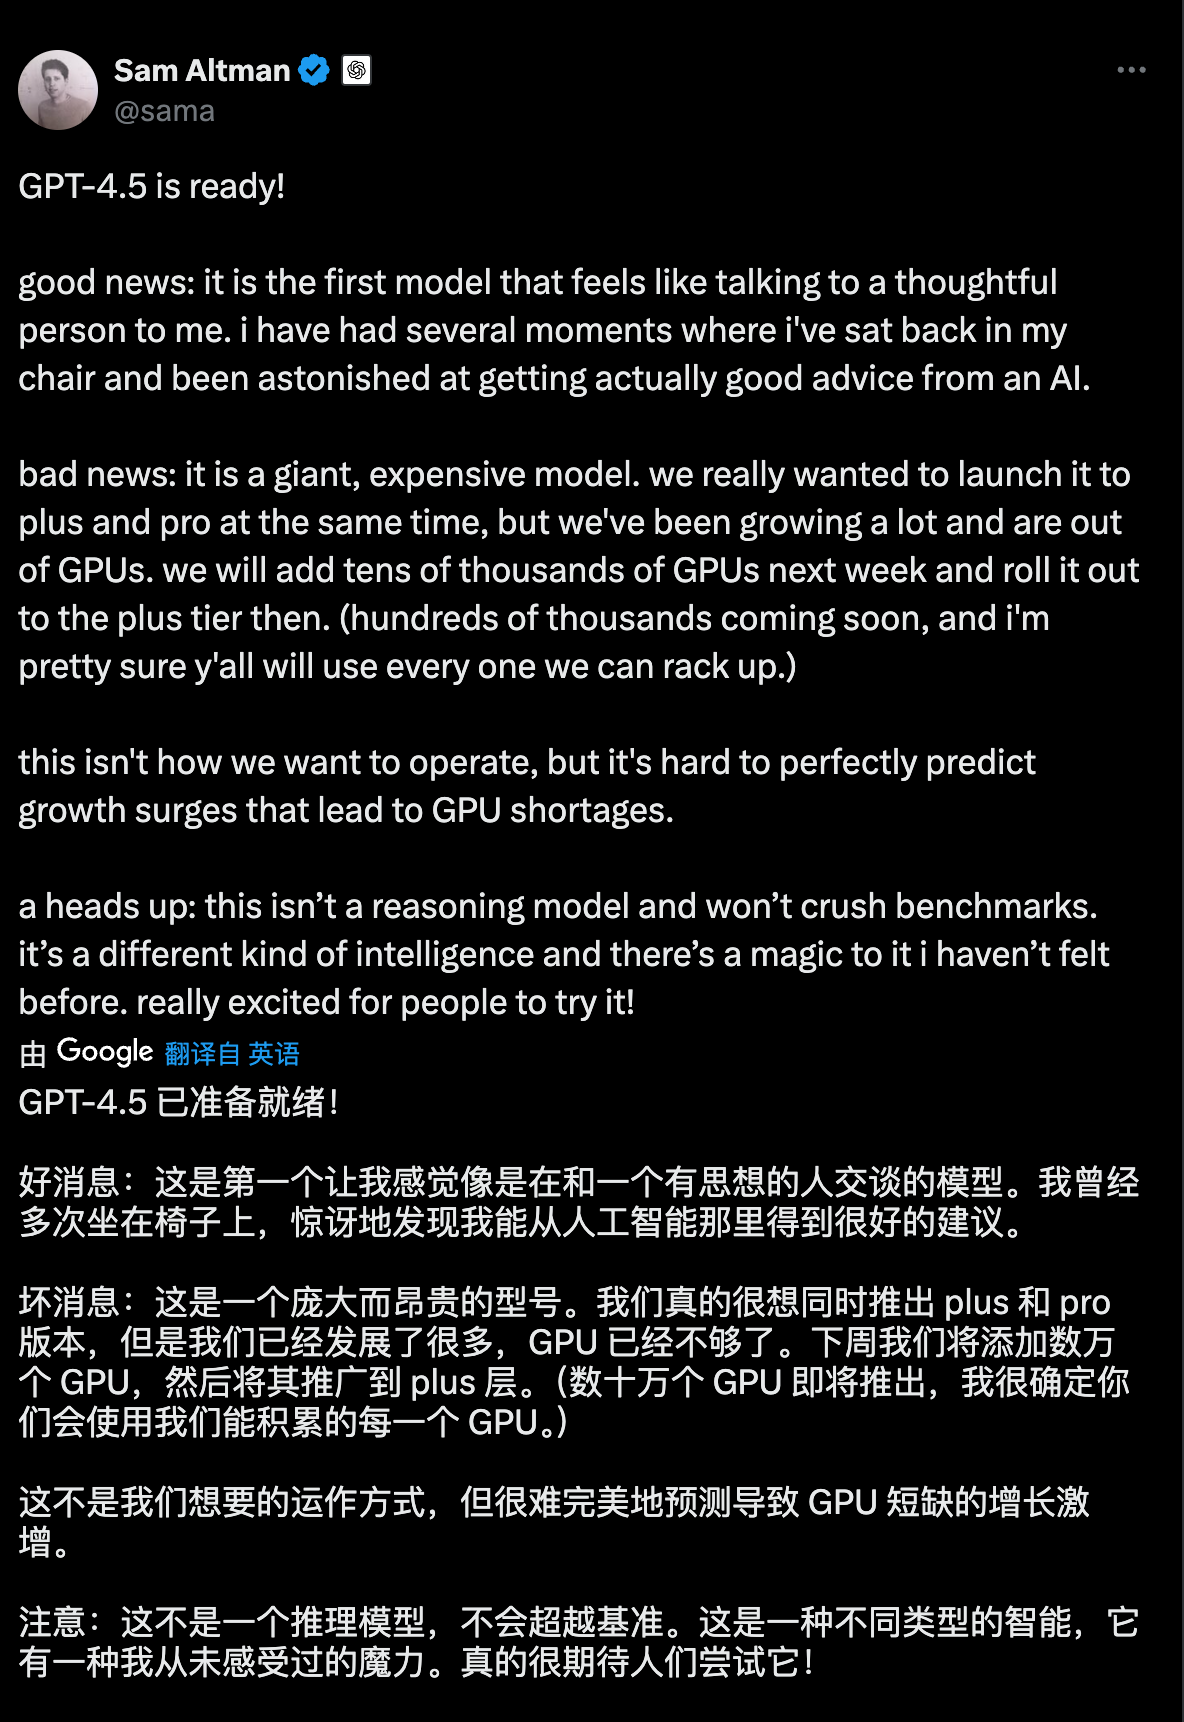 Sam Altman
@sama
GPT-4.5 is ready!
good news: it is the first model that feels like talking to a thoughtful
person to me. i have had several moments where i've sat back in my
chair and been astonished at getting actually good advice from an AI.
bad news: it is a giant, expensive model. we really wanted to launch it to
plus and pro at the same time, but we've been growing a lot and are out
of GPUs. we will add tens of thousands of GPUs next week and roll it out
to the plus tier then. (hundreds of thousands coming soon, and i'm
pretty sure y'all will use every one we can rack up.)
this isn't how we want to operate, but it's hard to perfectly predict
growth surges that lead to GPU shortages.
a heads up: this isn’t a reasoning model and won’t crush benchmarks.
it’s a different kind of intelligence and there’s a magic to it i haven’t felt
before. really excited for people to try it!
由 Google 翻译自 英语
GPT-4.5 已准备就绪！
好消息：这是第一个让我感觉像是在和一个有思想的人交谈的模型。我曾经
多次坐在椅子上，惊讶地发现我能从人工智能那里得到很好的建议。
坏消息：这是一个庞大而昂贵的型号。我们真的很想同时推出 plus 和 pro
版本，但是我们已经发展了很多，GPU 已经不够了。下周我们将添加数万
个 GPU，然后将其推广到 plus 层。（数十万个 GPU 即将推出，我很确定你
们会使用我们能积累的每一个 GPU。）
这不是我们想要的运作方式，但很难完美地预测导致 GPU 短缺的增长激
增。
注意：这不是一个推理模型，不会超越基准。这是一种不同类型的智能，它
有一种我从未感受过的魔力。真的很期待人们尝试它！